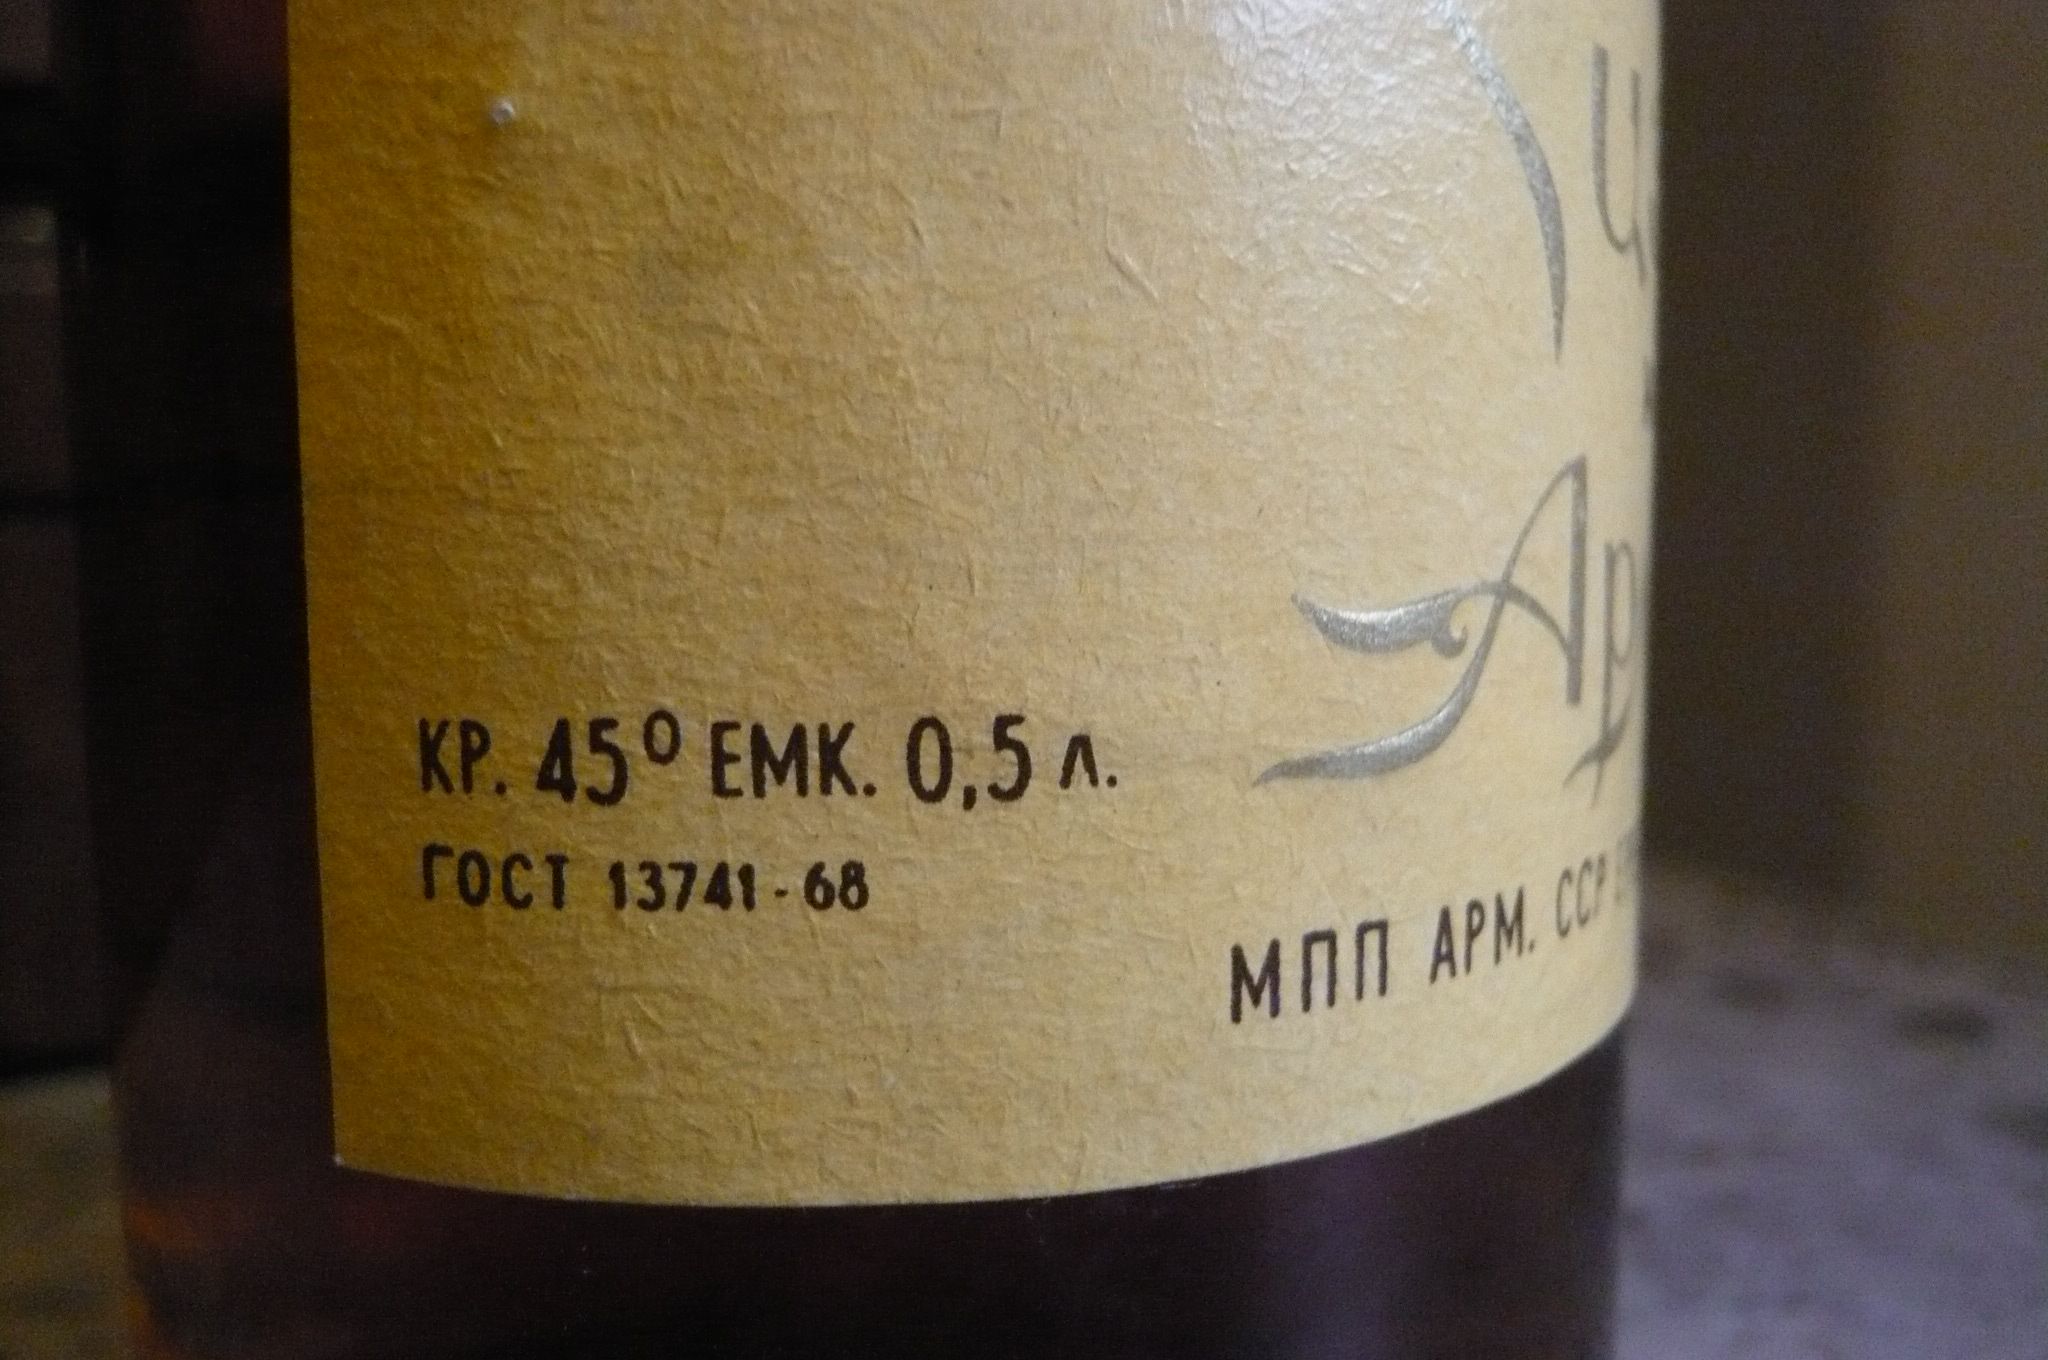 КР. 45° ЕМК. 0,5 л.
ГОСТ 13741-68
МПП АРМ. ССР